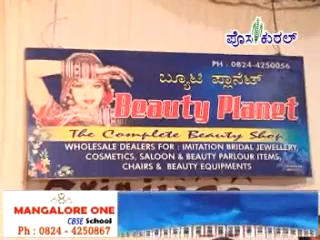 ಪೊಸಕುರಲ್
PH : 0824-4250056
ಬ್ಯೂಟಿ ಪ್ಲಾನೆಟ್
Beauty Planet
The Complete Beauty Shop
WHOLESALE DEALERS FOR : IMITATION BRIDAL JEWELLERY,
COSMETICS, SALOON & BEAUTY PARLOUR ITEMS,
CHAIRS & BEAUTY EQUIPMENTS
MANGALORE ONE
CBSE School
Ph : 0824 - 4250867